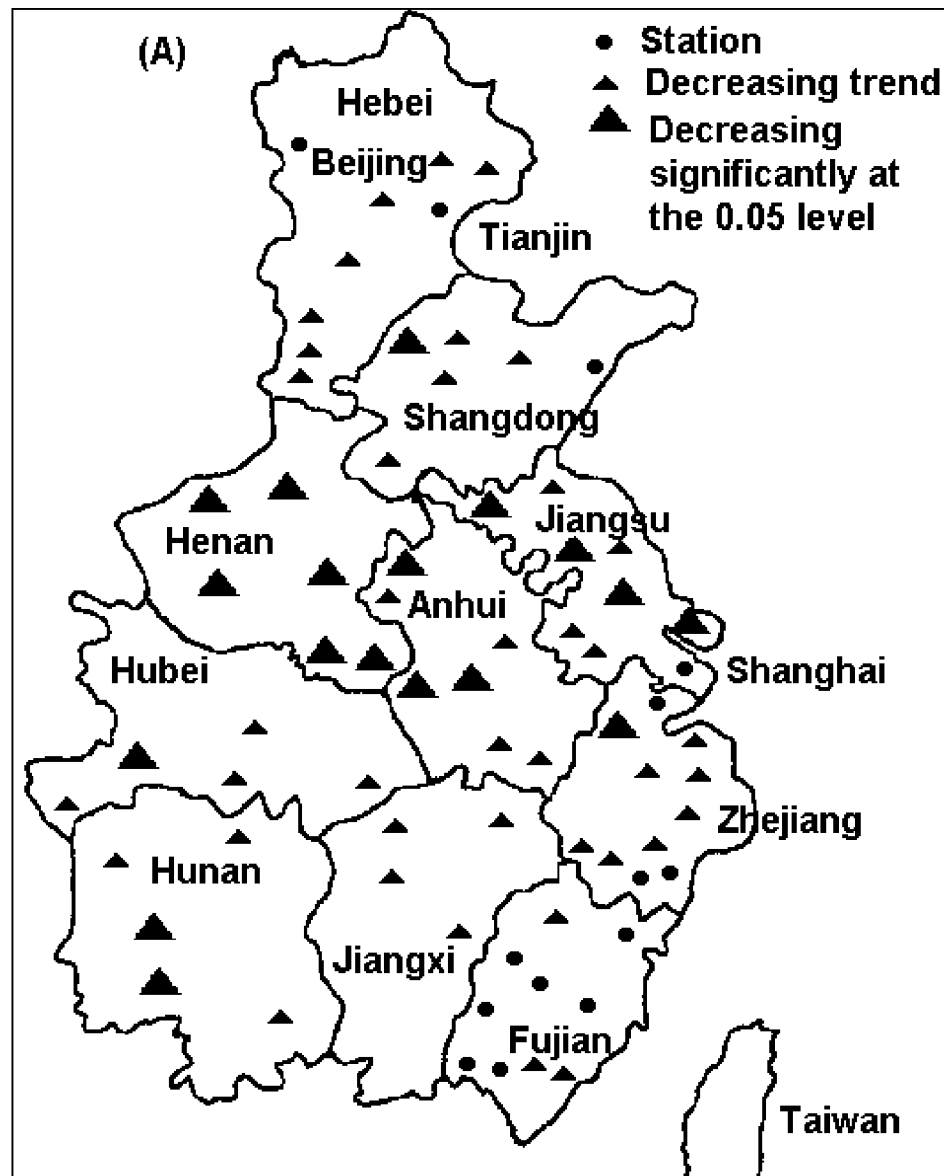 (A)
Station
Decreasing trend
Decreasing
significantly at
the 0.05 level
Hebei
Beijing
Tianjin
Shangdong
Henan
Jiangsu
Anhui
Hubei
Shanghai
Zhejiang
Hunan
Jiangxi
Fujian
Taiwan